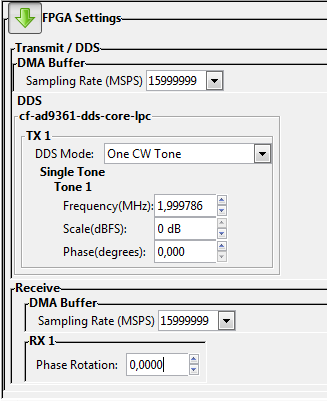 FPGA Settings
Transmit / DDS
DMA Buffer
Sampling Rate (MSPS) 15999999
DDS
cf-ad9361-dds-core-lpc
TX 1
DDS Mode: One CW Tone
Single Tone
Tone 1
Frequency(MHz): 1,999786
Scale(dBFS): 0 dB
Phase(degrees): 0,000
Receive
DMA Buffer
Sampling Rate (MSPS) 15999999
RX 1
Phase Rotation: 0,0000